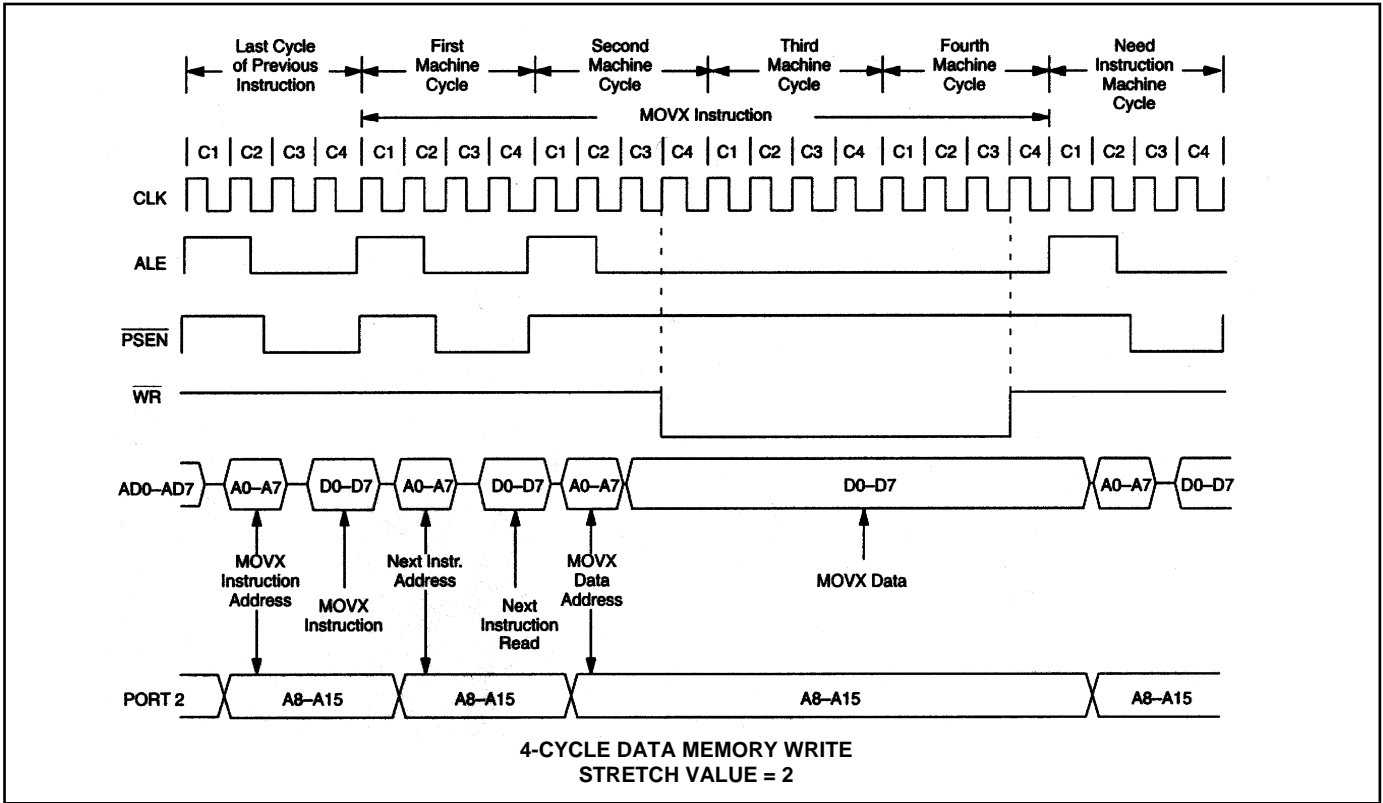 Last Cycle of Previous Instruction
First Machine Cycle
Second Machine Cycle
Third Machine Cycle
Fourth Machine Cycle
Need Instruction Machine Cycle
MOVX Instruction
C1 C2 C3 C4 C1 C2 C3 C4 C1 C2 C3 C4 C1 C2 C3 C4 C1 C2 C3 C4 C1 C2 C3 C4
CLK
ALE
PSEN
WR
AD0–AD7 A0–A7 D0–D7 A0–A7 D0–D7 A0–A7 D0–D7 A0–A7 D0–D7
MOVX Instruction Address
MOVX Instruction
Next Instr. Address
Next Instruction Read
MOVX Data Address
MOVX Data
PORT 2 A8–A15 A8–A15 A8–A15 A8–A15
4-CYCLE DATA MEMORY WRITE
STRETCH VALUE = 2